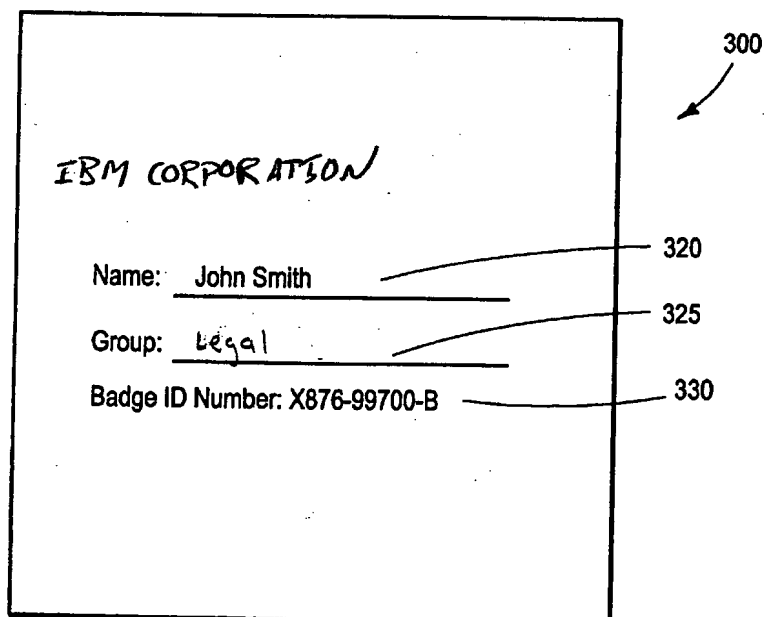 300
IBM CORPORATION
Name: John Smith 320
Group: Legal 325
Badge ID Number: X876-99700-B 330